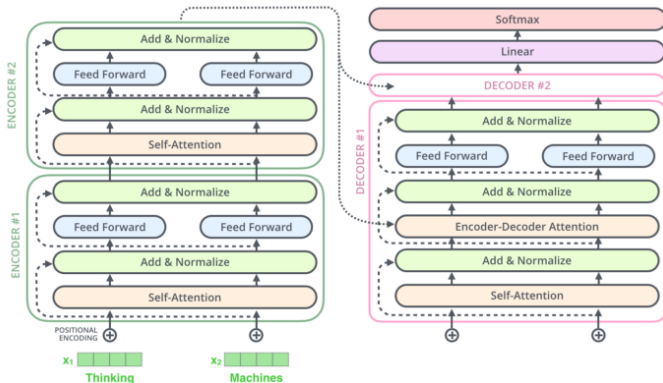 ENCODER #2
Add & Normalize
Feed Forward
Feed Forward
Add & Normalize
Self-Attention
ENCODER #1
Add & Normalize
Feed Forward
Feed Forward
Add & Normalize
Self-Attention
POSITIONAL
ENCODING
x₁
x₂
Thinking
Machines
Softmax
Linear
DECODER #2
DECODER #1
Add & Normalize
Feed Forward
Feed Forward
Add & Normalize
Encoder-Decoder Attention
Add & Normalize
Self-Attention